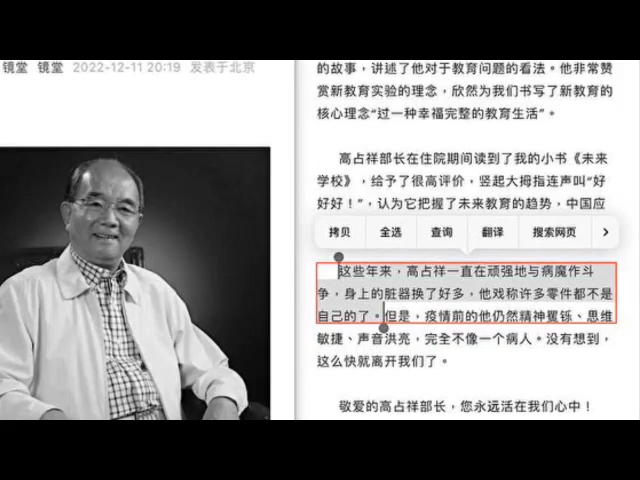 镜堂 镜堂 2022-12-11 20:19 发表于北京
的故事，讲述了他对于教育问题的看法。他非常赞
赏新教育实验的理念，欣然为我们书写了新教育的
核心理念“过一种幸福完整的教育生活”。
高占祥部长在住院期间读到了我的小书《未来
学校》，给予了很高评价，竖起大拇指连声叫“好
好好！”，认为它把握了未来教育的趋势，中国应
拷贝 全选 查询 翻译 搜索网页
这些年来，高占祥一直在顽强地与病魔作斗
争，身上的脏器换了好多，他戏称许多零件都不是
自己的了。但是，疫情前的他仍然精神矍铄、思维
敏捷、声音洪亮，完全不像一个病人。没有想到，
这么快就离开我们了。
敬爱的高占祥部长，您永远活在我们心中！